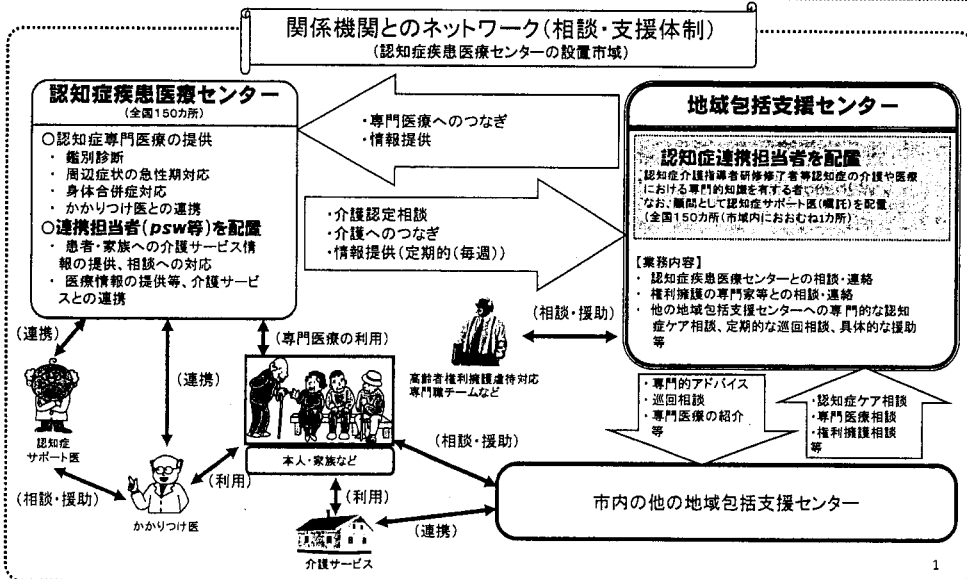 関係機関とのネットワーク(相談・支援体制)
(認知症疾患医療センターの設置市域)
認知症疾患医療センター
(全国150カ所)
○認知症専門医療の提供
・ 鑑別診断
・ 周辺症状の急性期対応
・ 身体合併症対応
・ かかりつけ医との連携
○連携担当者(psw等)を配置
・ 患者・家族への介護サービス情
報の提供、相談への対応
・ 医療情報の提供等、介護サービ
スとの連携
・専門医療へのつなぎ
・情報提供
・介護認定相談
・介護へのつなぎ
・情報提供(定期的(毎週))
地域包括支援センター
認知症連携担当者を配置
認知症介護指導者研修修了者等認知症の介護や医療
における専門的知識を有する者
なお、顧問として認知症サポート医(嘱託)を配置
(全国150カ所(市域内におおむね1カ所)
【業務内容】
・ 認知症疾患医療センターとの相談・連絡
・ 権利擁護の専門家等との相談・連絡
・ 他の地域包括支援センターへの専門的な認知
症ケア相談、定期的な巡回相談、具体的な援助
等
(連携)
(連携)
(専門医療の利用)
(相談・援助)
高齢者権利擁護虐待対応
専門職チームなど
・専門的アドバイス
・巡回相談
・専門医療の紹介
等
・認知症ケア相談
・専門医療相談
・権利擁護相談
等
認知症
サポート医
(相談・援助)
かかりつけ医
(利用)
本人・家族など
(相談・援助)
(利用)
介護サービス
(連携)
市内の他の地域包括支援センター
1